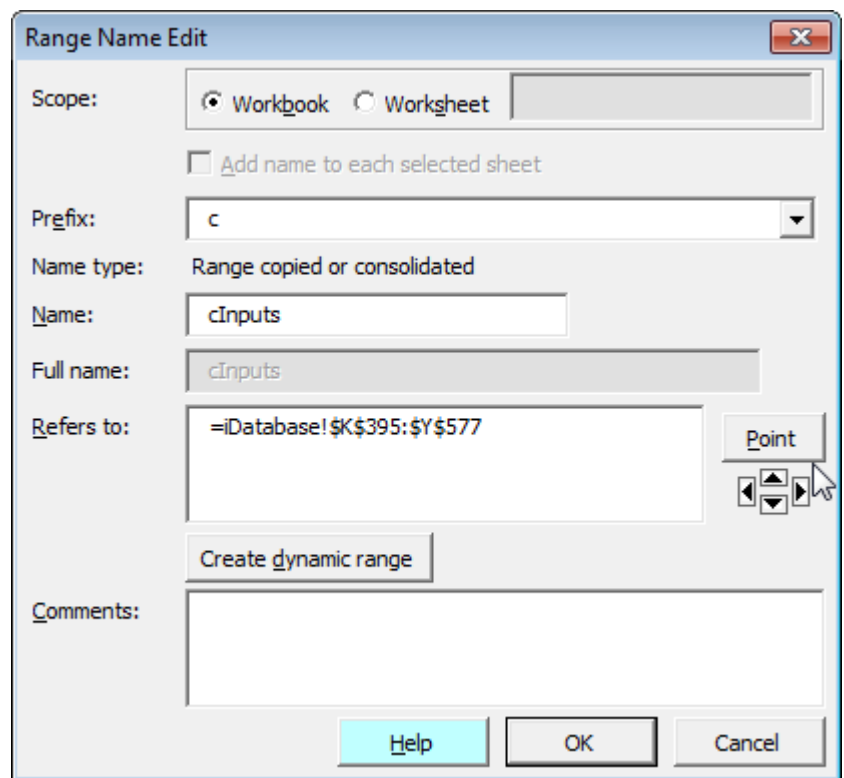 Range Name Edit
Scope: Workbook Worksheet
Add name to each selected sheet
Prefix: c
Name type: Range copied or consolidated
Name: cInputs
Full name: cInputs
Refers to: =iDatabase!$K$395:$Y$577
Point
Create dynamic range
Comments:
Help OK Cancel